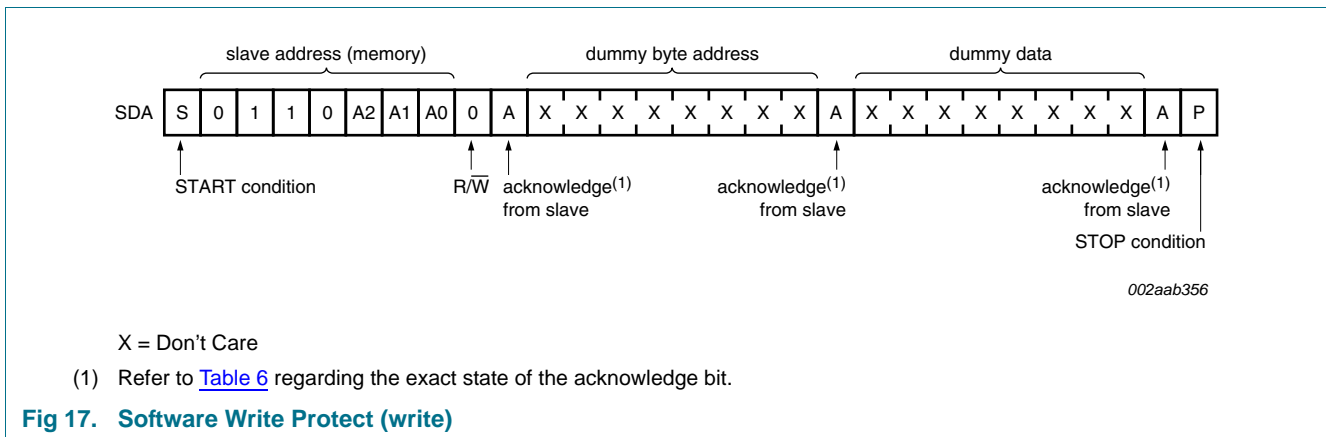 slave address (memory) dummy byte address dummy data
SDA S 0 1 1 0 A2 A1 A0 0 A X X X X X X X X A X X X X X X X X A P
START condition R/W̅ acknowledge(1) acknowledge(1) acknowledge(1)
from slave from slave from slave
STOP condition
002aab356
X = Don't Care
(1) Refer to Table 6 regarding the exact state of the acknowledge bit.
Fig 17. Software Write Protect (write)